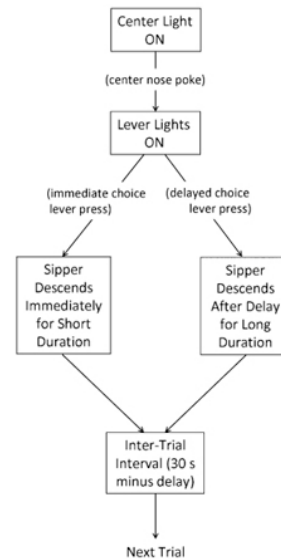 Center Light
ON
(center nose poke)
Lever Lights
ON
(immediate choice
lever press)
(delayed choice
lever press)
Sipper
Descends
Immediately
for Short
Duration
Sipper
Descends
After Delay
for Long
Duration
Inter-Trial
Interval (30 s
minus delay)
Next Trial